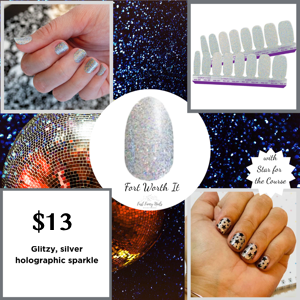 Fort Worth It
with
Star for
the Course
$13
Glitzy, silver
holographic sparkle